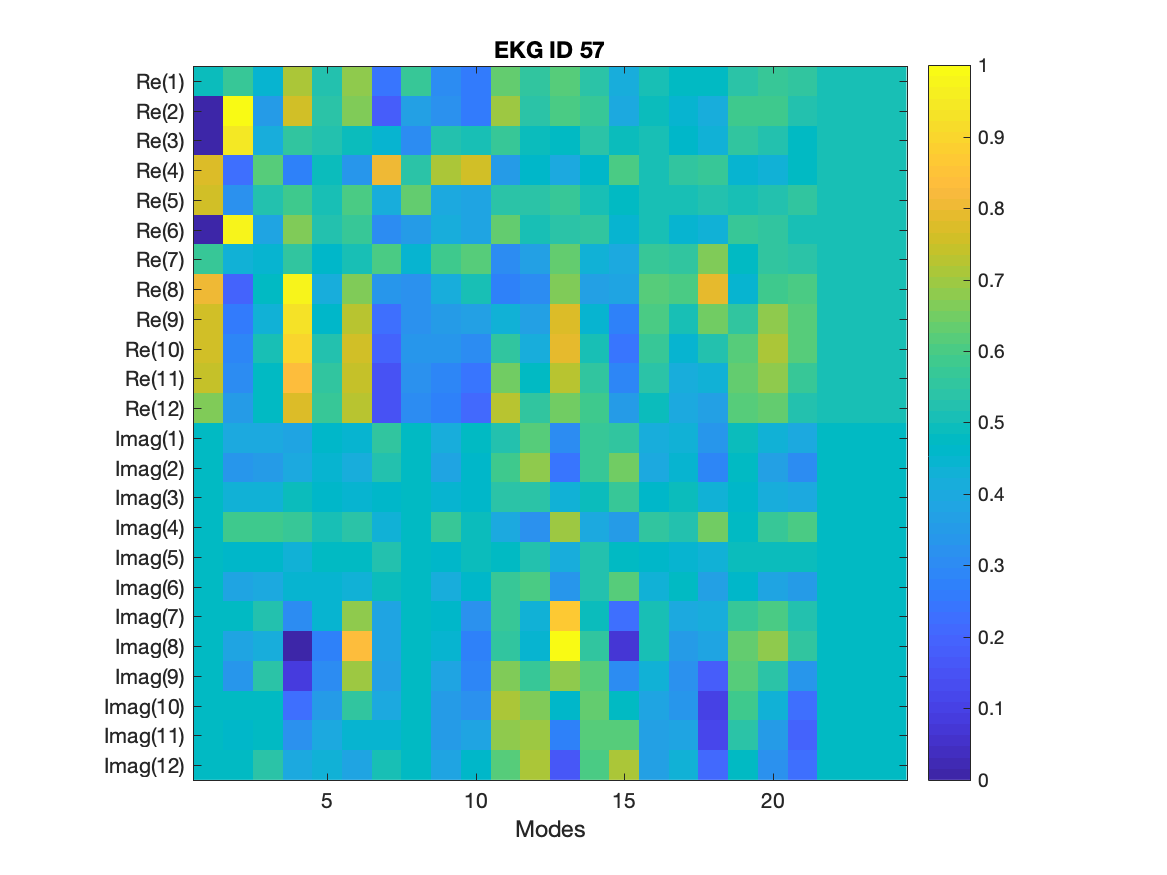 EKG ID 57
Re(1)
Re(2)
Re(3)
Re(4)
Re(5)
Re(6)
Re(7)
Re(8)
Re(9)
Re(10)
Re(11)
Re(12)
Imag(1)
Imag(2)
Imag(3)
Imag(4)
Imag(5)
Imag(6)
Imag(7)
Imag(8)
Imag(9)
Imag(10)
Imag(11)
Imag(12)
5 10 15 20
Modes
1
0.9
0.8
0.7
0.6
0.5
0.4
0.3
0.2
0.1
0